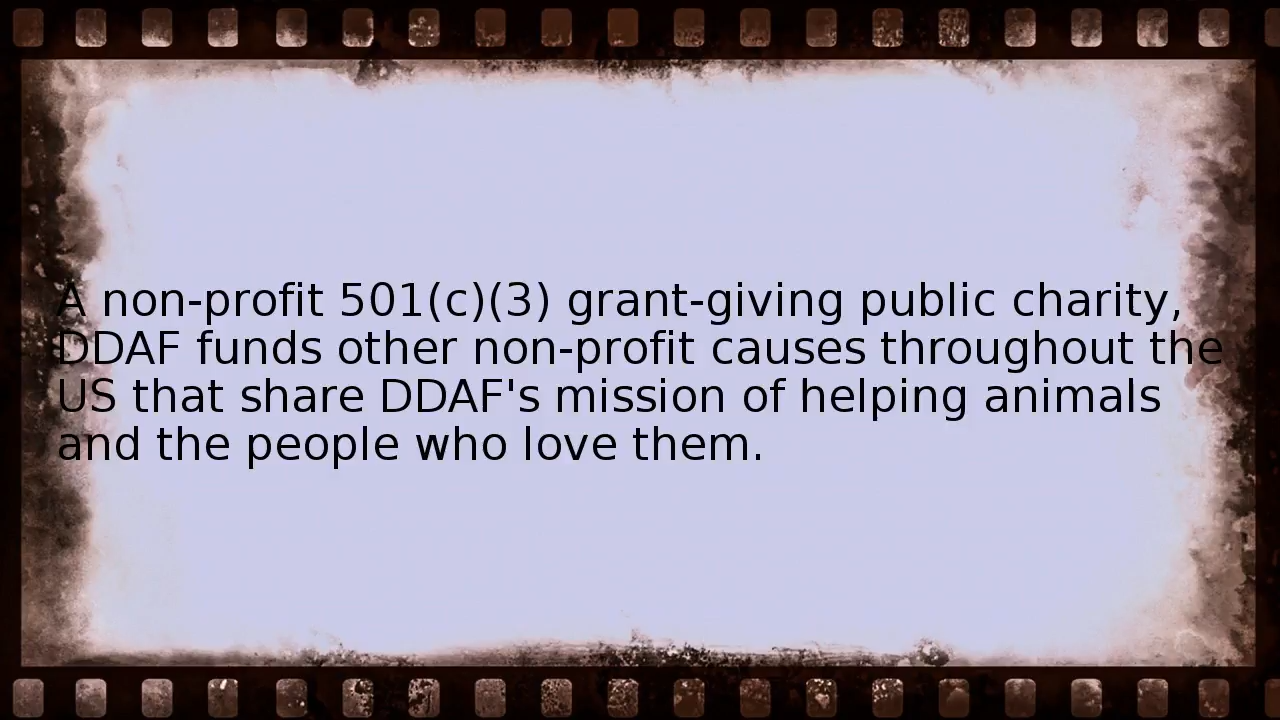 A non-profit 501(c)(3) grant-giving public charity,
DDAF funds other non-profit causes throughout the
US that share DDAF's mission of helping animals
and the people who love them.